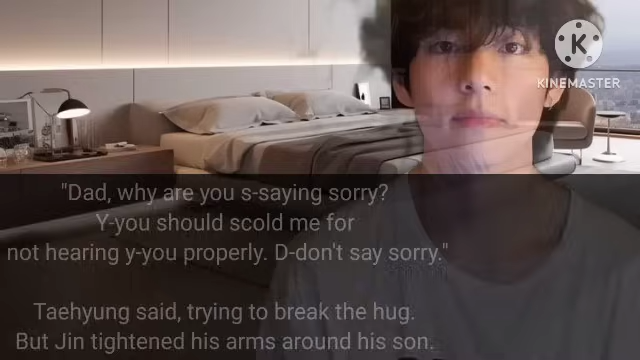 KINEMASTER
"Dad, why are you s-saying sorry?
Y-you should scold me for
not hearing y-you properly. D-don't say sorry."
Taehyung said, trying to break the hug.
But Jin tightened his arms around his son.